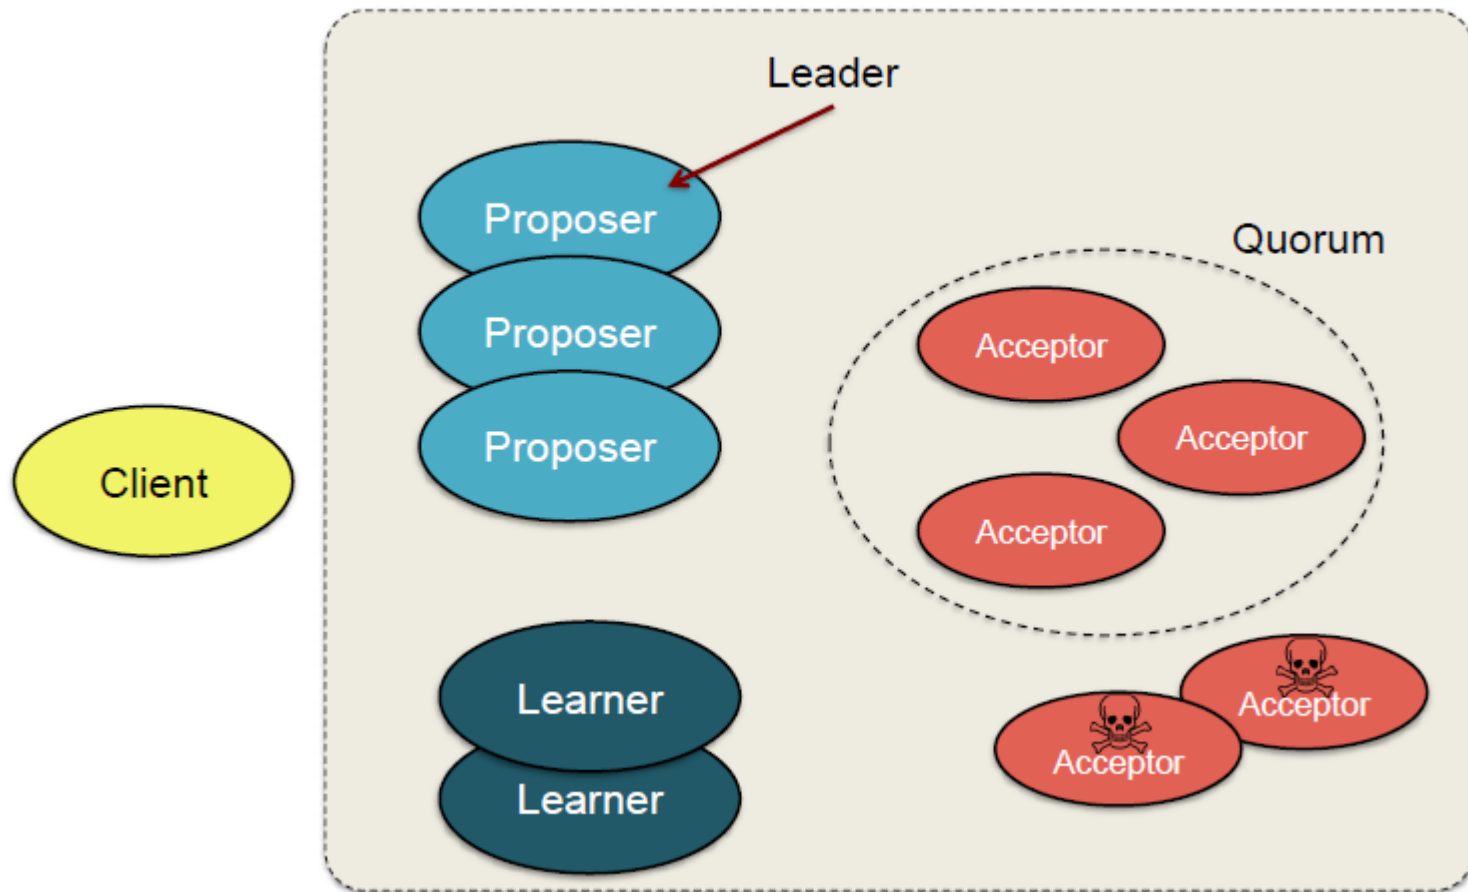 Leader
Proposer
Quorum
Proposer
Acceptor
Proposer
Acceptor
Client
Acceptor
Learner
Acceptor
Acceptor
Learner